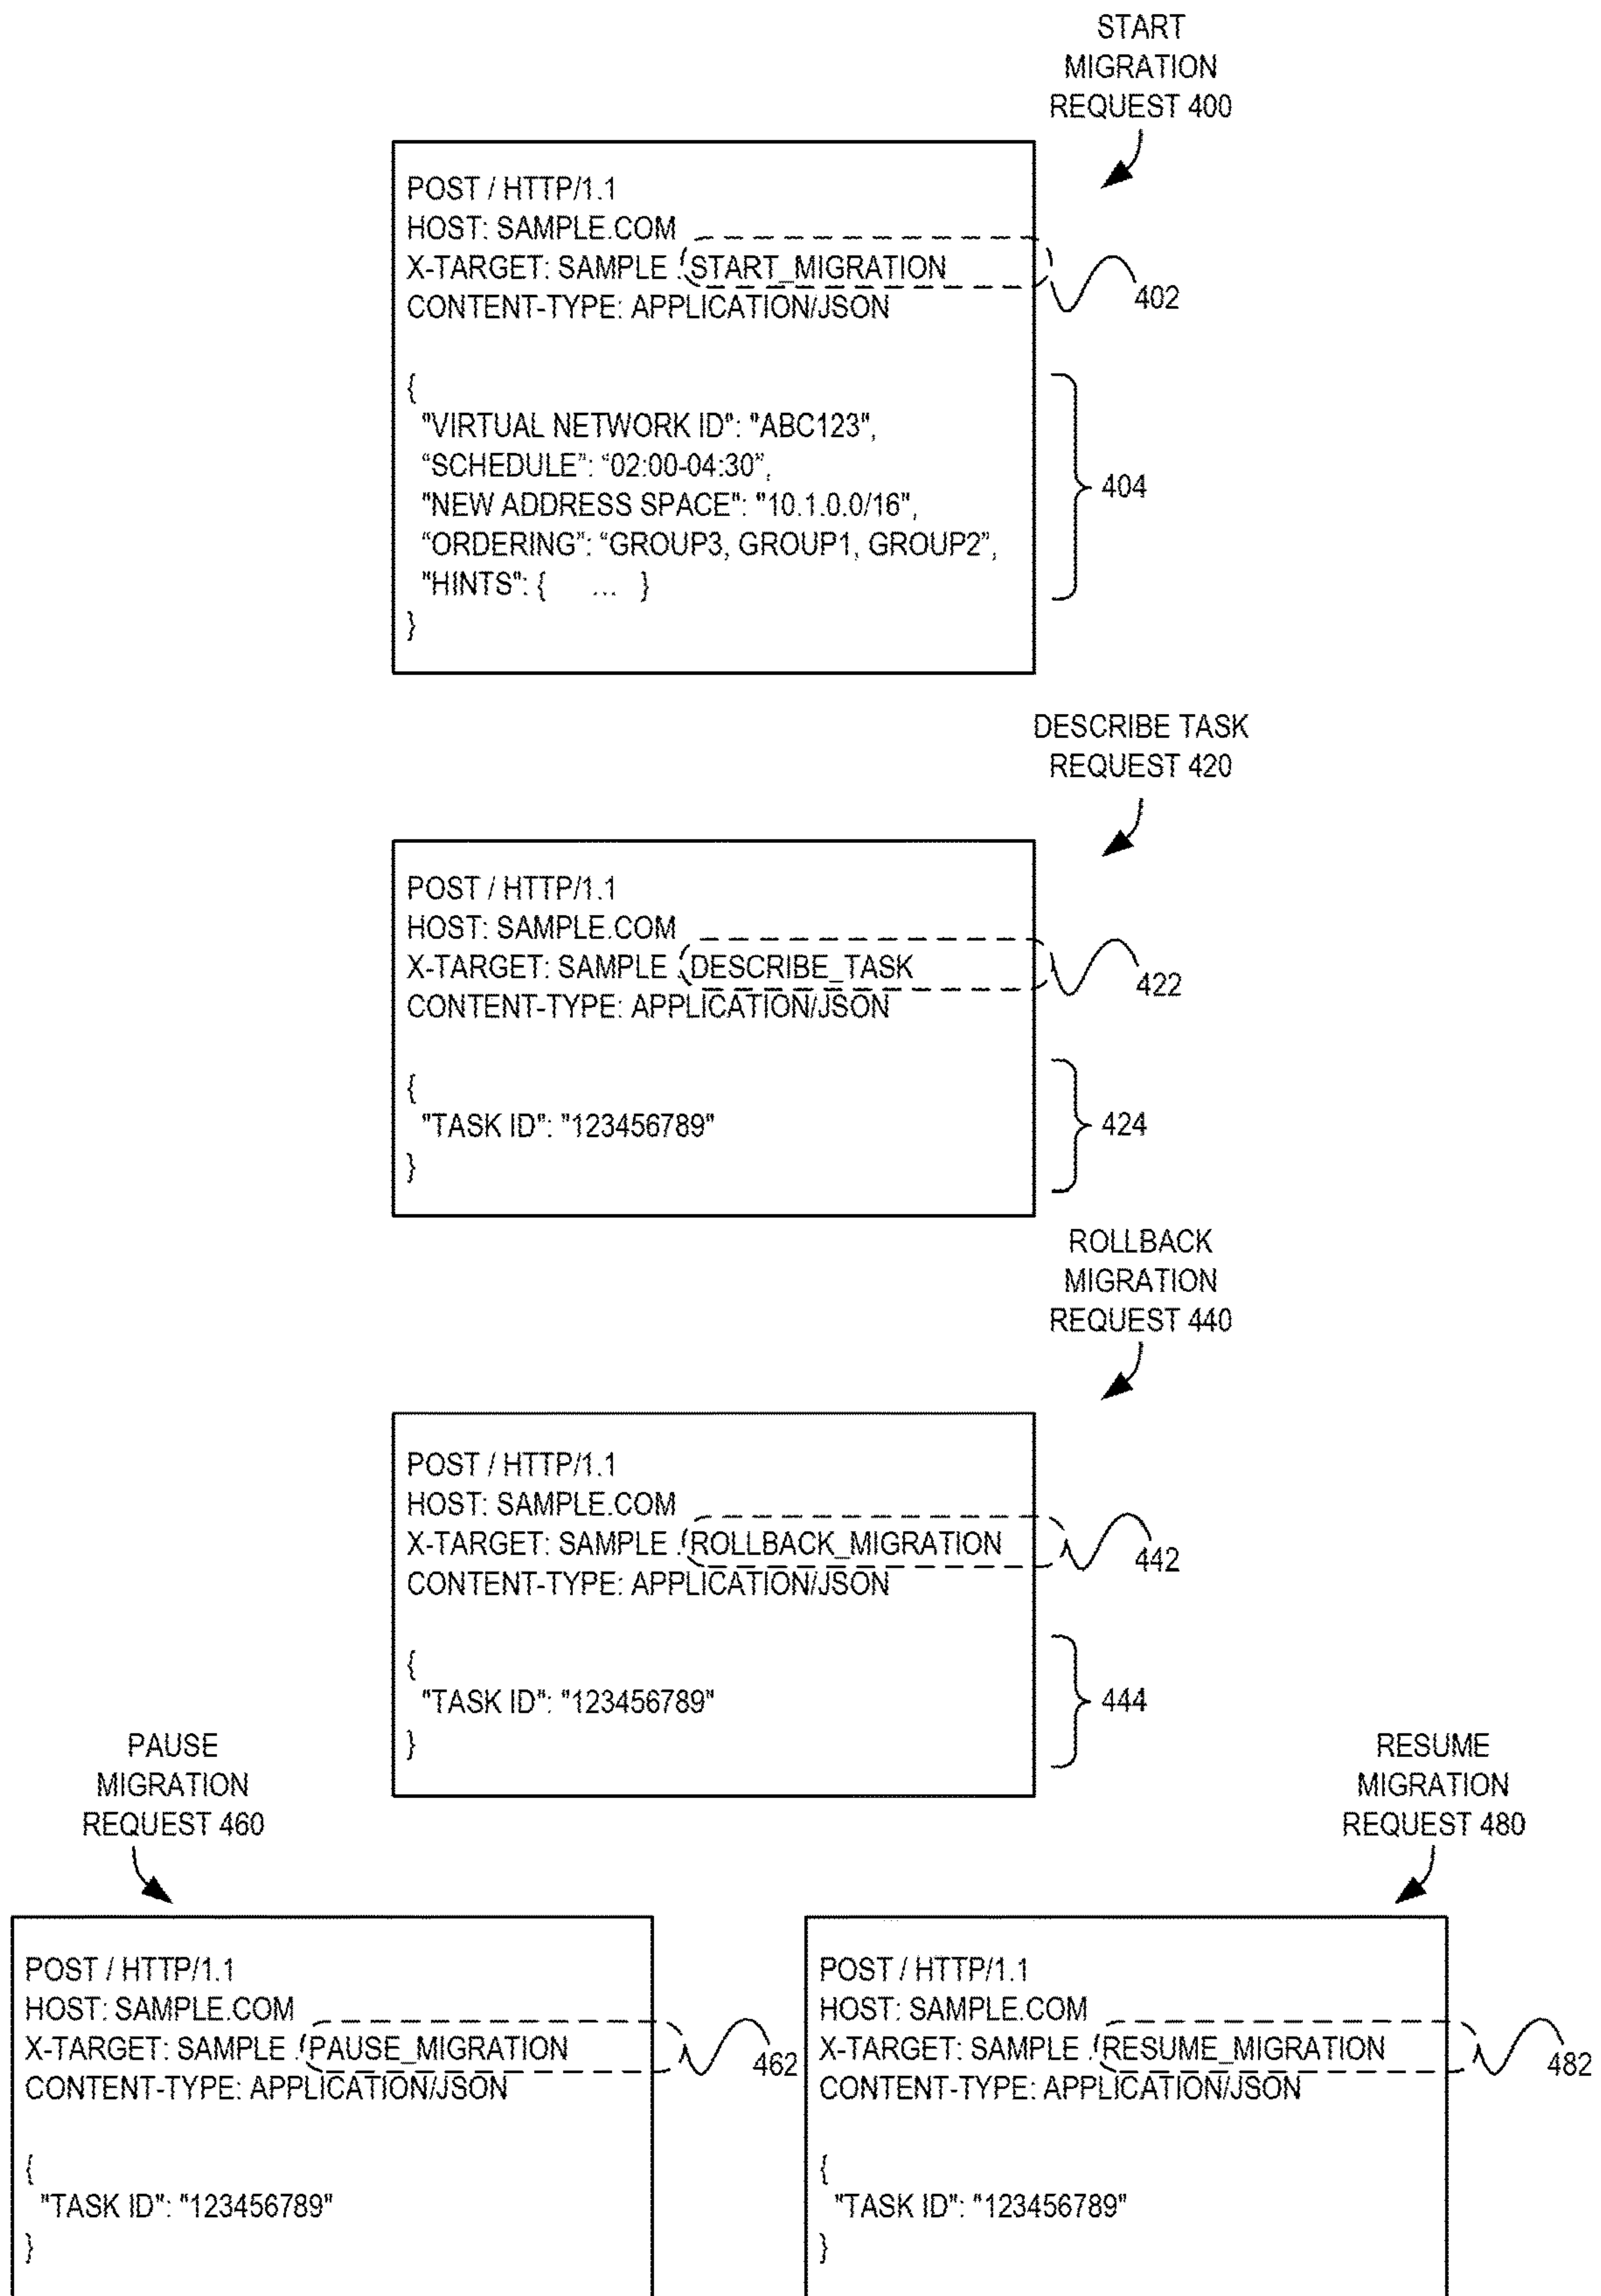 START
MIGRATION
REQUEST 400
POST / HTTP/1.1
HOST: SAMPLE.COM
X-TARGET: SAMPLE .START_MIGRATION
402
CONTENT-TYPE: APPLICATION/JSON
{
"VIRTUAL NETWORK ID": "ABC123",
“SCHEDULE”: “02:00-04:30”,
"NEW ADDRESS SPACE": "10.1.0.0/16",
404
“ORDERING”: “GROUP3, GROUP1, GROUP2”,
"HINTS": { ... }
}
DESCRIBE TASK
REQUEST 420
POST / HTTP/1.1
HOST: SAMPLE.COM
X-TARGET: SAMPLE .DESCRIBE_TASK
422
CONTENT-TYPE: APPLICATION/JSON
{
"TASK ID": "123456789"
424
}
ROLLBACK
MIGRATION
REQUEST 440
POST / HTTP/1.1
HOST: SAMPLE.COM
X-TARGET: SAMPLE .ROLLBACK_MIGRATION
442
CONTENT-TYPE: APPLICATION/JSON
{
"TASK ID": "123456789"
444
}
PAUSE
MIGRATION
REQUEST 460
POST / HTTP/1.1
HOST: SAMPLE.COM
X-TARGET: SAMPLE .PAUSE_MIGRATION
462
CONTENT-TYPE: APPLICATION/JSON
{
"TASK ID": "123456789"
}
RESUME
MIGRATION
REQUEST 480
POST / HTTP/1.1
HOST: SAMPLE.COM
X-TARGET: SAMPLE .RESUME_MIGRATION
482
CONTENT-TYPE: APPLICATION/JSON
{
"TASK ID": "123456789"
}